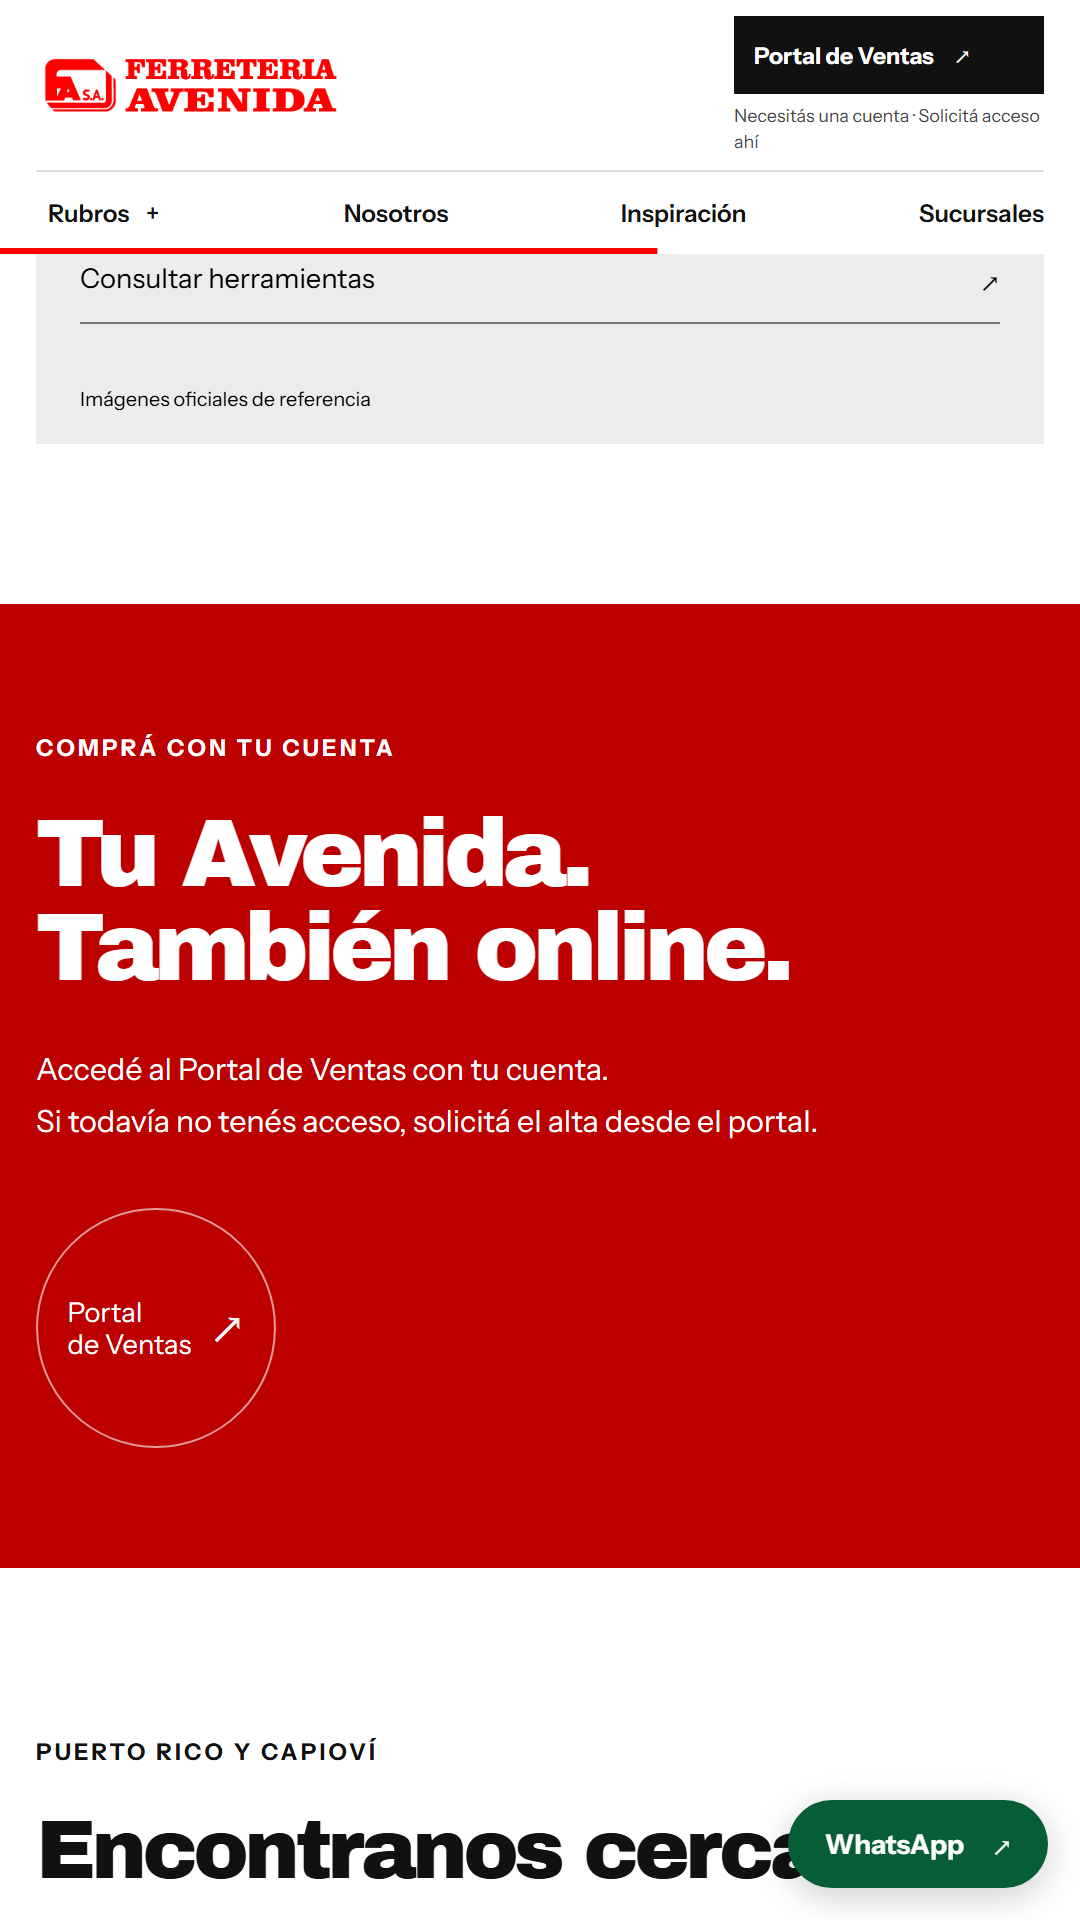 FA S.A.
FERRETERIA
AVENIDA
Portal de Ventas ↗
Necesitás una cuenta · Solicitá acceso
ahí
Rubros +
Nosotros
Inspiración
Sucursales
Consultar herramientas ↗
Imágenes oficiales de referencia
COMPRÁ CON TU CUENTA
Tu Avenida.
También online.
Accedé al Portal de Ventas con tu cuenta.
Si todavía no tenés acceso, solicitá el alta desde el portal.
Portal
de Ventas ↗
PUERTO RICO Y CAPIOVÍ
Encontranos cerca
WhatsApp ↗